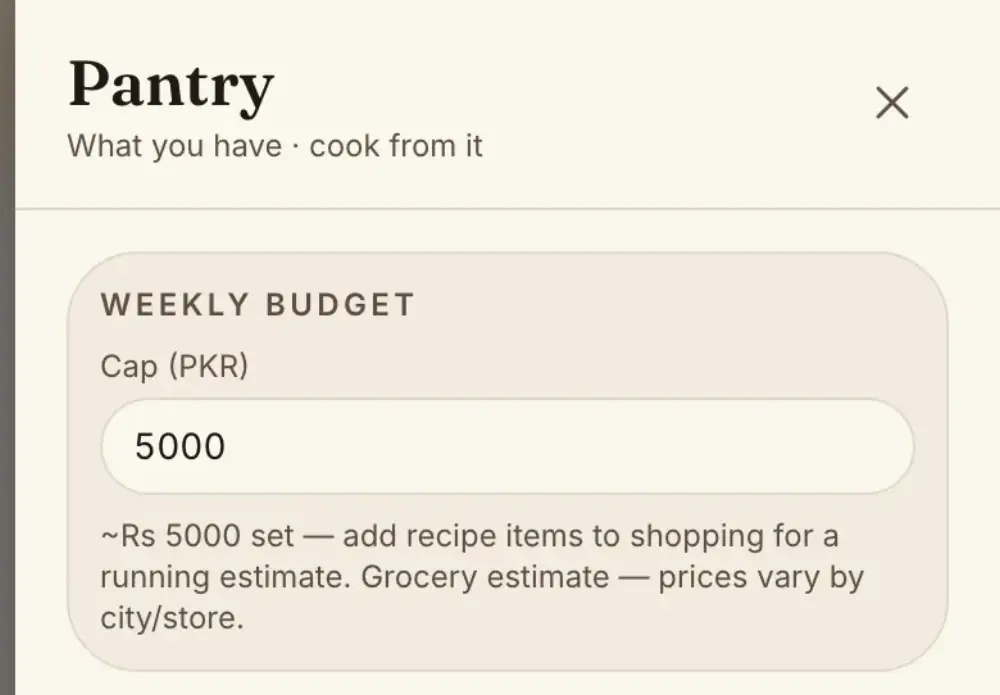 Pantry
What you have · cook from it
WEEKLY BUDGET
Cap (PKR)
5000
~Rs 5000 set — add recipe items to shopping for a
running estimate. Grocery estimate — prices vary by
city/store.